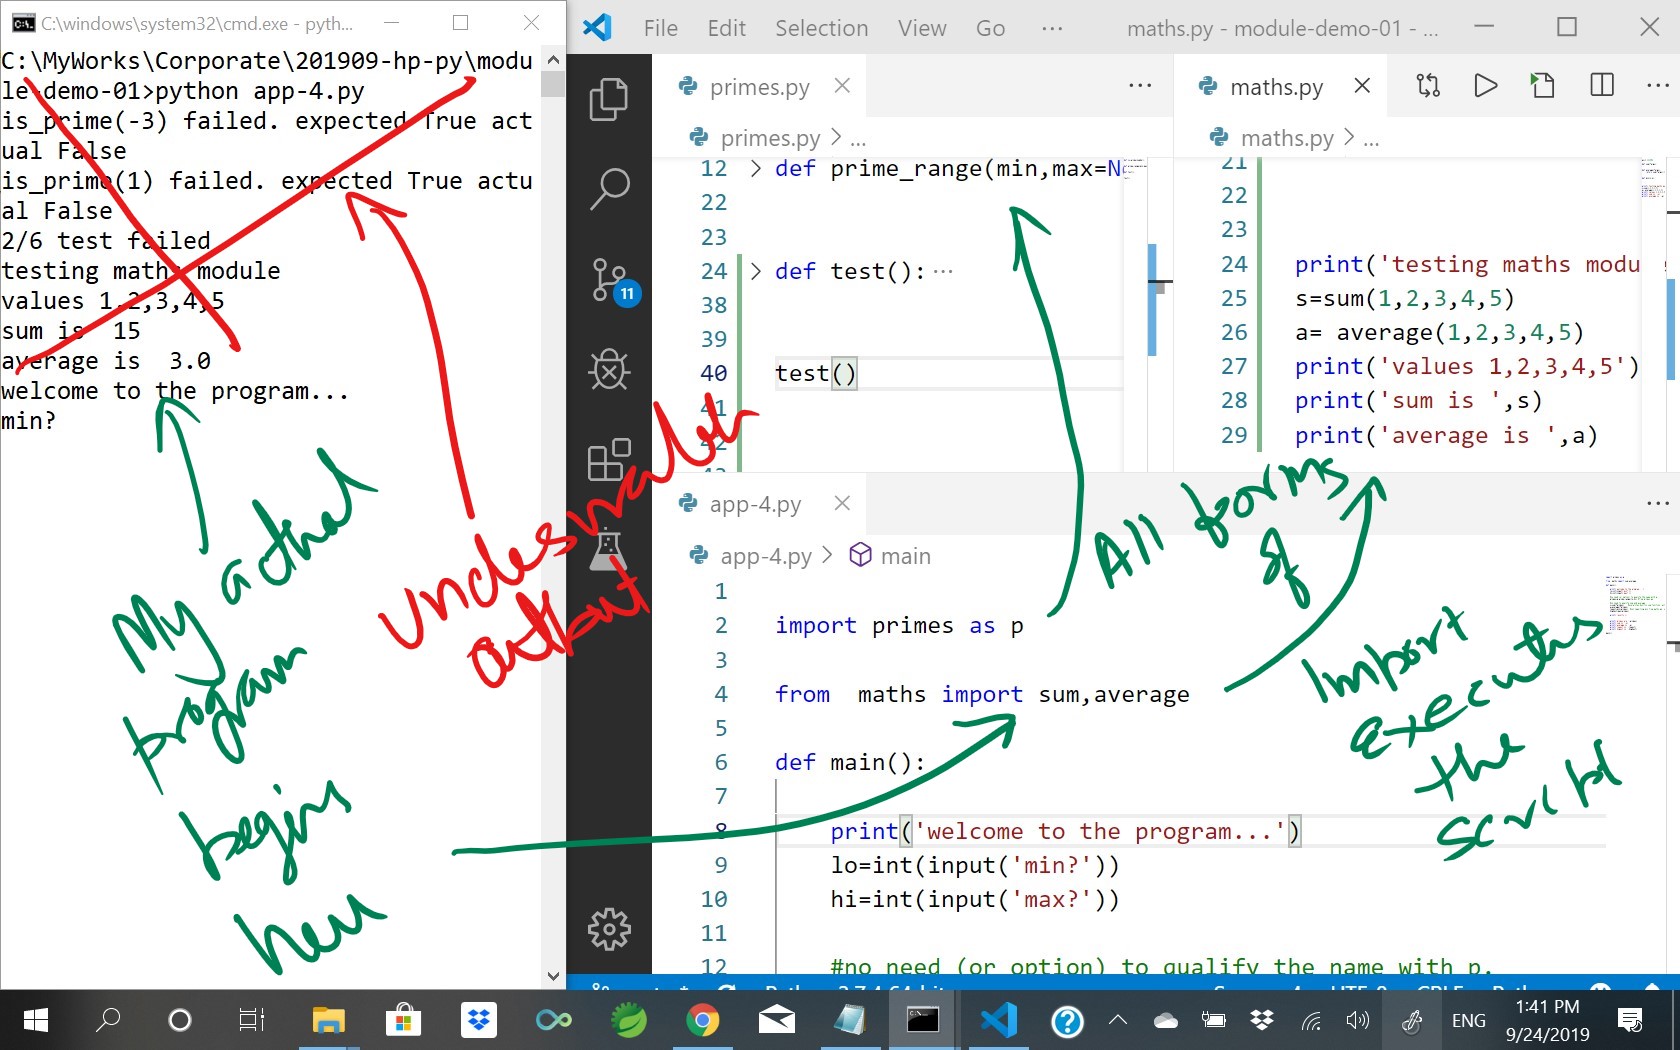 C:\windows\system32\cmd.exe - pyth...
C:\MyWorks\Corporate\201909-hp-py\modu
le-demo-01>python app-4.py
is_prime(-3) failed. expected True act
ual False
is_prime(1) failed. expected True actu
al False
2/6 test failed
testing maths module
values 1,2,3,4,5
sum is  15
average is  3.0
welcome to the program...
min?
My actual
program
begins
here
undesirable
output
File Edit Selection View Go ...
maths.py - module-demo-01 - ...
11
primes.py
primes.py > ...
12 > def prime_range(min,max=N
22
23
24 > def test():...
38
39
40 test()
41
42
maths.py
maths.py > ...
21
22
23
24 print('testing maths modu
25 s=sum(1,2,3,4,5)
26 a= average(1,2,3,4,5)
27 print('values 1,2,3,4,5')
28 print('sum is ',s)
29 print('average is ',a)
app-4.py
app-4.py > main
1
2 import primes as p
3
4 from  maths import sum,average
5
6 def main():
7
8 print('welcome to the program...')
9 lo=int(input('min?'))
10 hi=int(input('max?'))
11
12 #no need (or option) to qualify the name with p.
All forms
of
import
executes
the
script
ENG
1:41 PM
9/24/2019